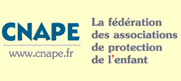 CNAPE
www.cnape.fr
La fédération
des associations
de protection
de l'enfant